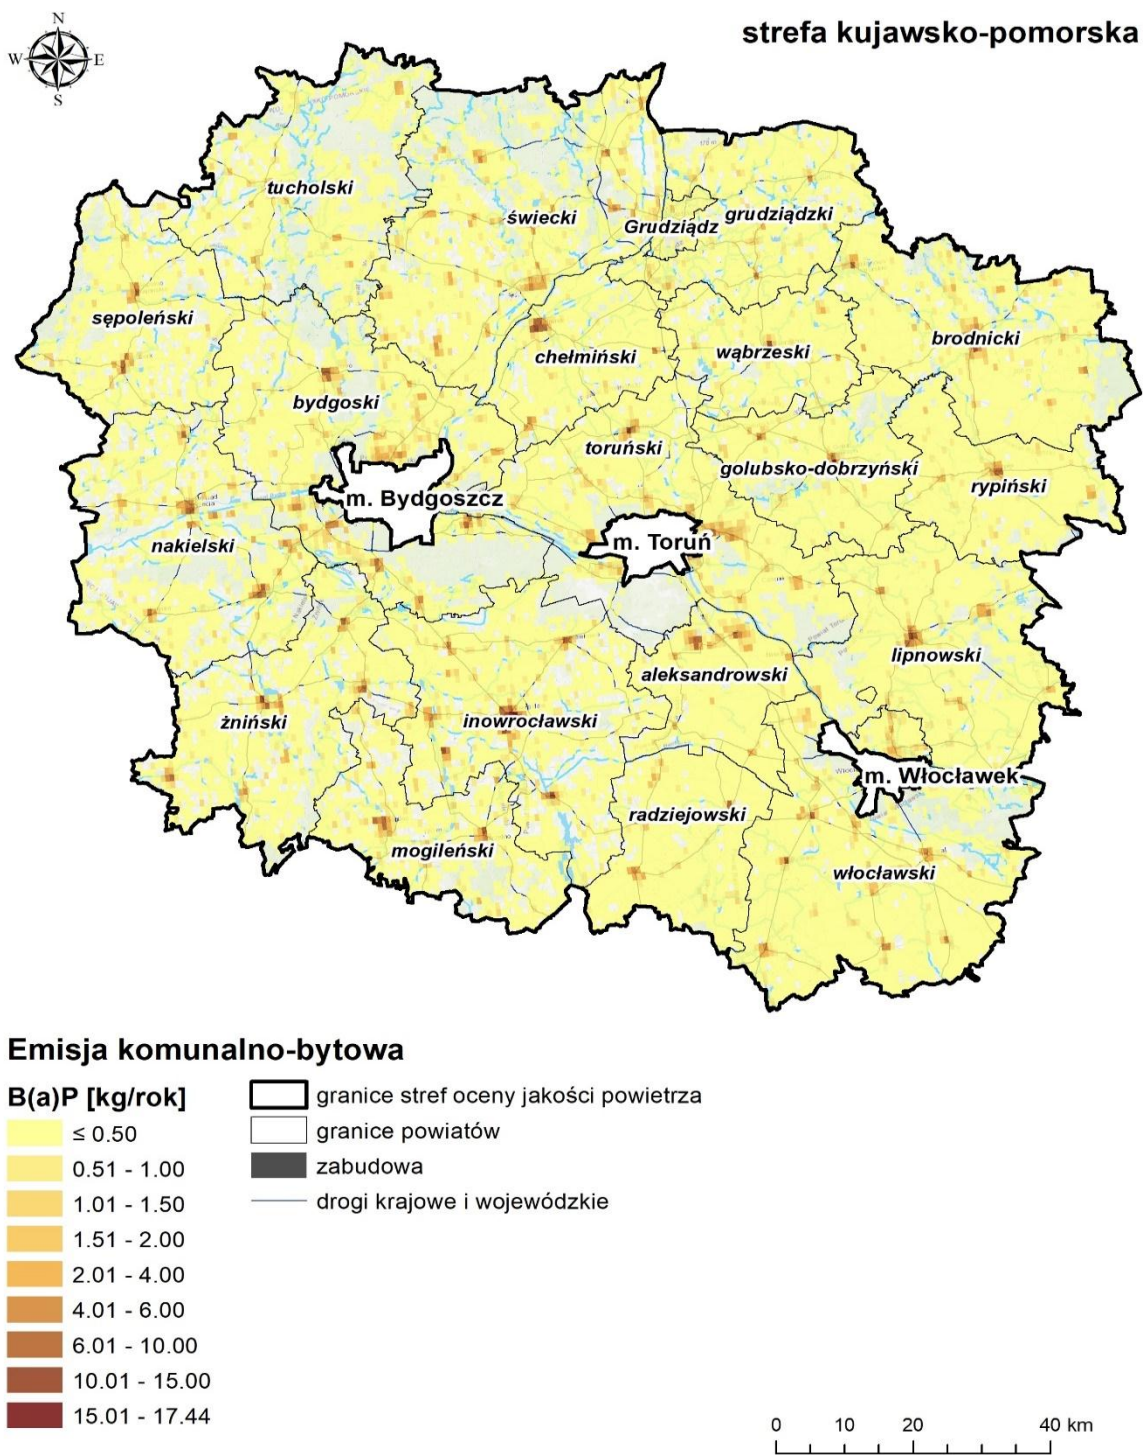 N
W E
S
strefa kujawsko-pomorska
tucholski
świecki
Grudziądz
grudziądzki
sępoleński
chełmiński
wąbrzeski
brodnicki
bydgoski
toruński
golubsko-dobrzyński
rypiński
m. Bydgoszcz
nakielski
m. Toruń
aleksandrowski
lipnowski
żniński
inowrocławski
m. Włocławek
radziejowski
mogileński
włocławski
Emisja komunalno-bytowa
B(a)P [kg/rok]
≤ 0.50
0.51 - 1.00
1.01 - 1.50
1.51 - 2.00
2.01 - 4.00
4.01 - 6.00
6.01 - 10.00
10.01 - 15.00
15.01 - 17.44
granice stref oceny jakości powietrza
granice powiatów
zabudowa
drogi krajowe i wojewódzkie
0 10 20 40 km